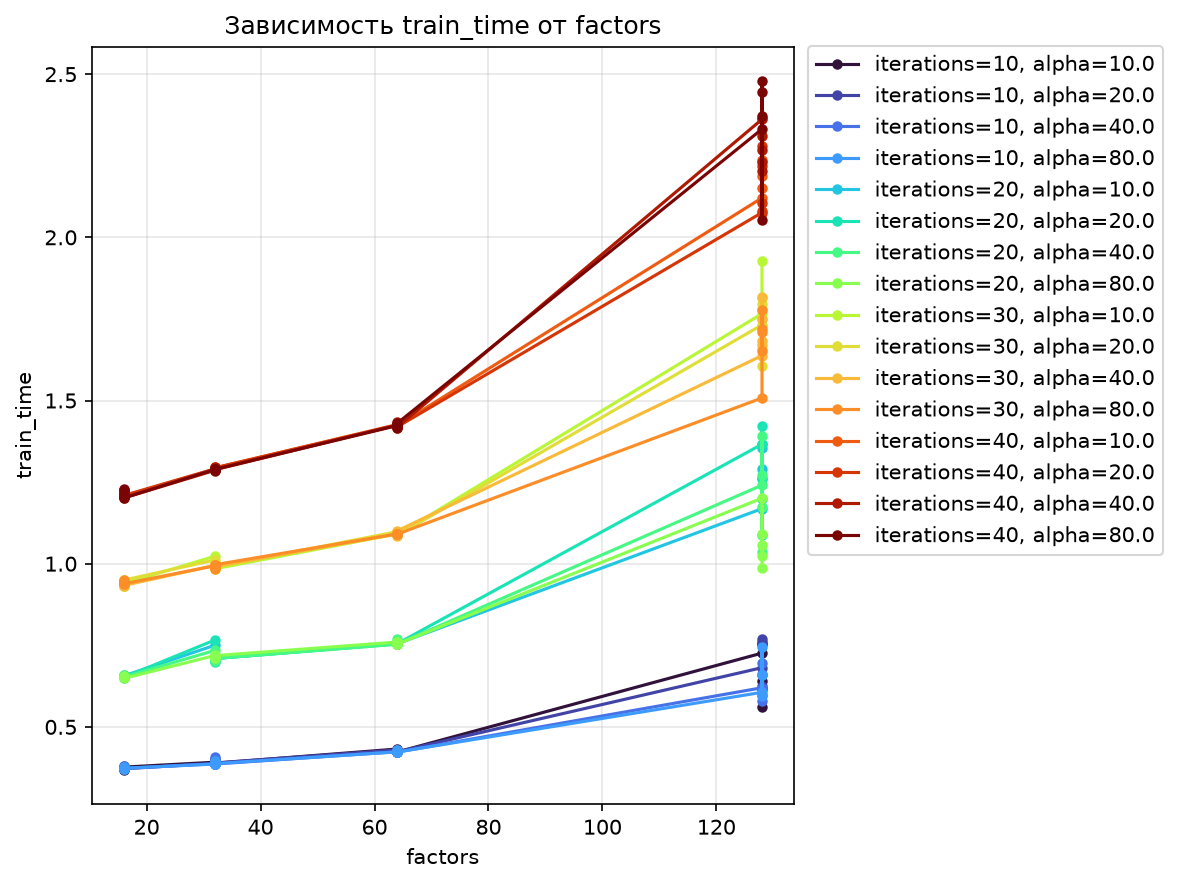 Зависимость train_time от factors
2.5
2.0
1.5
1.0
0.5
train_time
20 40 60 80 100 120
factors
iterations=10, alpha=10.0
iterations=10, alpha=20.0
iterations=10, alpha=40.0
iterations=10, alpha=80.0
iterations=20, alpha=10.0
iterations=20, alpha=20.0
iterations=20, alpha=40.0
iterations=20, alpha=80.0
iterations=30, alpha=10.0
iterations=30, alpha=20.0
iterations=30, alpha=40.0
iterations=30, alpha=80.0
iterations=40, alpha=10.0
iterations=40, alpha=20.0
iterations=40, alpha=40.0
iterations=40, alpha=80.0